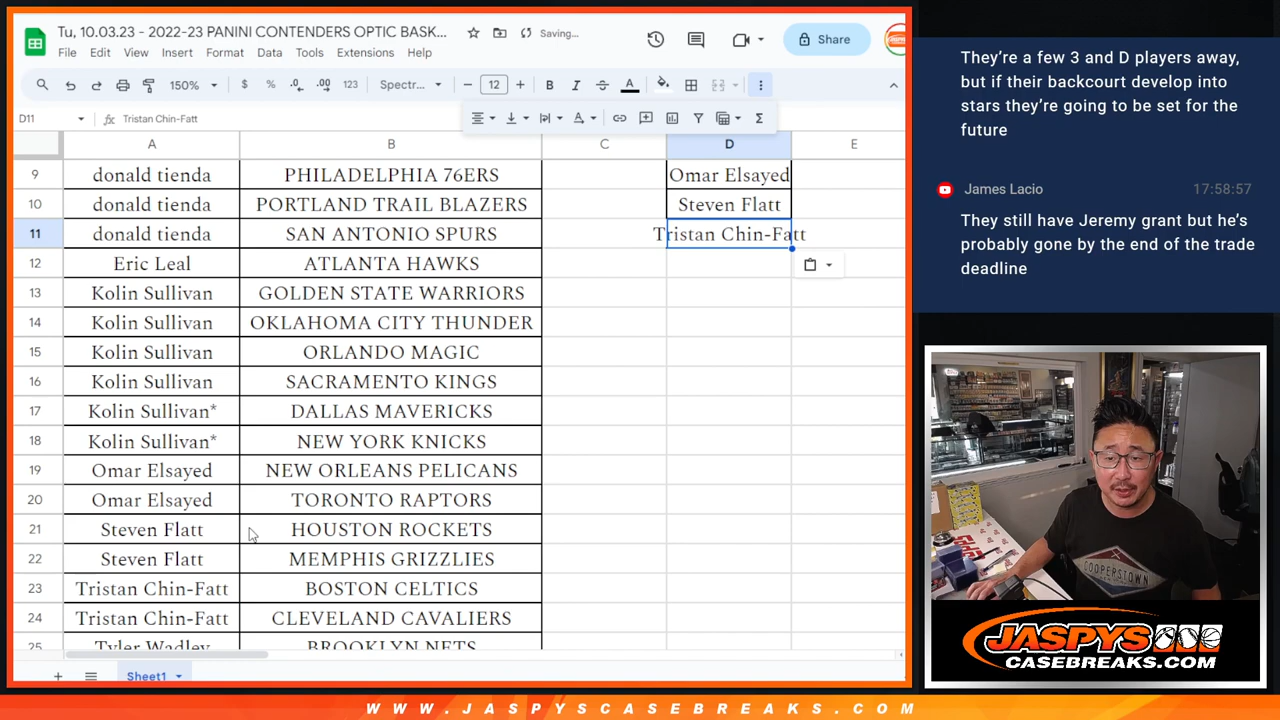 Tu, 10.03.23 - 2022-23 PANINI CONTENDERS OPTIC BASK...
Saving...
File Edit View Insert Format Data Tools Extensions Help
Share
150%
$ % .0 .00 123
Spectr...
12
B I S A
D11
fx Tristan Chin-Fatt
A B C D E
9 donald tienda PHILADELPHIA 76ERS Omar Elsayed
10 donald tienda PORTLAND TRAIL BLAZERS Steven Flatt
11 donald tienda SAN ANTONIO SPURS Tristan Chin-Fatt
12 Eric Leal ATLANTA HAWKS
13 Kolin Sullivan GOLDEN STATE WARRIORS
14 Kolin Sullivan OKLAHOMA CITY THUNDER
15 Kolin Sullivan ORLANDO MAGIC
16 Kolin Sullivan SACRAMENTO KINGS
17 Kolin Sullivan* DALLAS MAVERICKS
18 Kolin Sullivan* NEW YORK KNICKS
19 Omar Elsayed NEW ORLEANS PELICANS
20 Omar Elsayed TORONTO RAPTORS
21 Steven Flatt HOUSTON ROCKETS
22 Steven Flatt MEMPHIS GRIZZLIES
23 Tristan Chin-Fatt BOSTON CELTICS
24 Tristan Chin-Fatt CLEVELAND CAVALIERS
25 Tyler Wadley BROOKLYN NETS
Sheet1
They're a few 3 and D players away,
but if their backcourt develop into
stars they're going to be set for the
future
James Lacio 17:58:57
They still have Jeremy grant but he's
probably gone by the end of the trade
deadline
COOPERSTOWN
JASPYS
CASEBREAKS.COM
WWW.JASPYSCASEBREAKS.COM